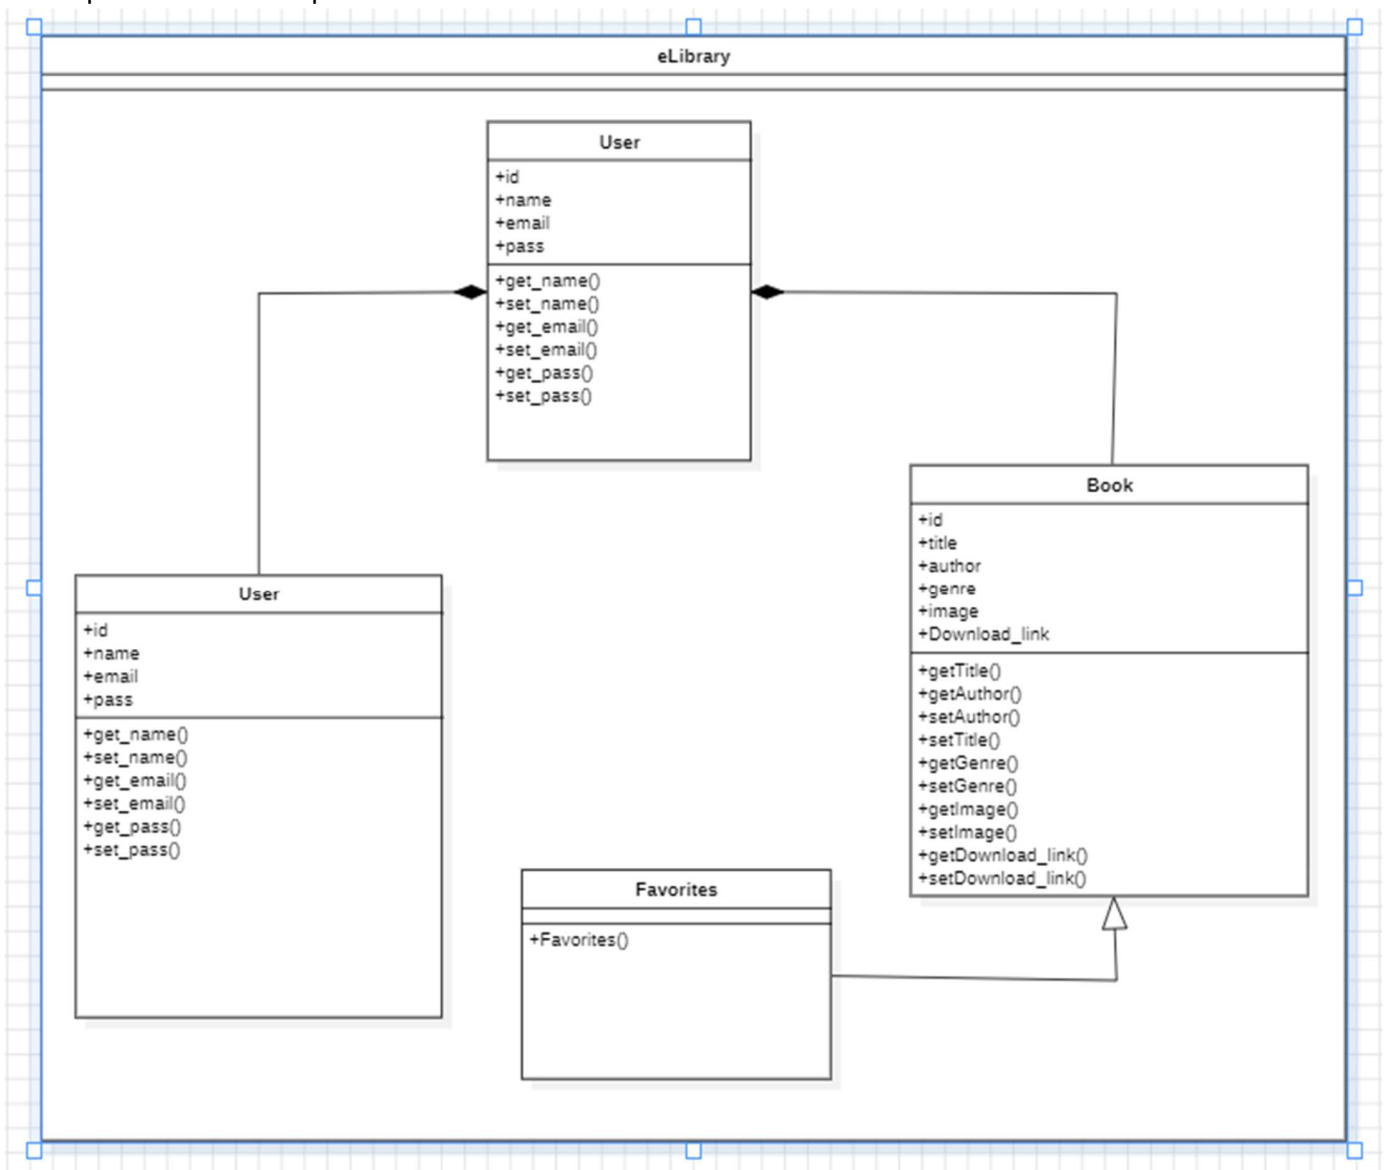 eLibrary
User
+id
+name
+email
+pass
+get_name()
+set_name()
+get_email()
+set_email()
+get_pass()
+set_pass()
Book
+id
+title
+author
+genre
+image
+Download_link
+getTitle()
+getAuthor()
+setAuthor()
+setTitle()
+getGenre()
+setGenre()
+getImage()
+setImage()
+getDownload_link()
+setDownload_link()
User
+id
+name
+email
+pass
+get_name()
+set_name()
+get_email()
+set_email()
+get_pass()
+set_pass()
Favorites
+Favorites()